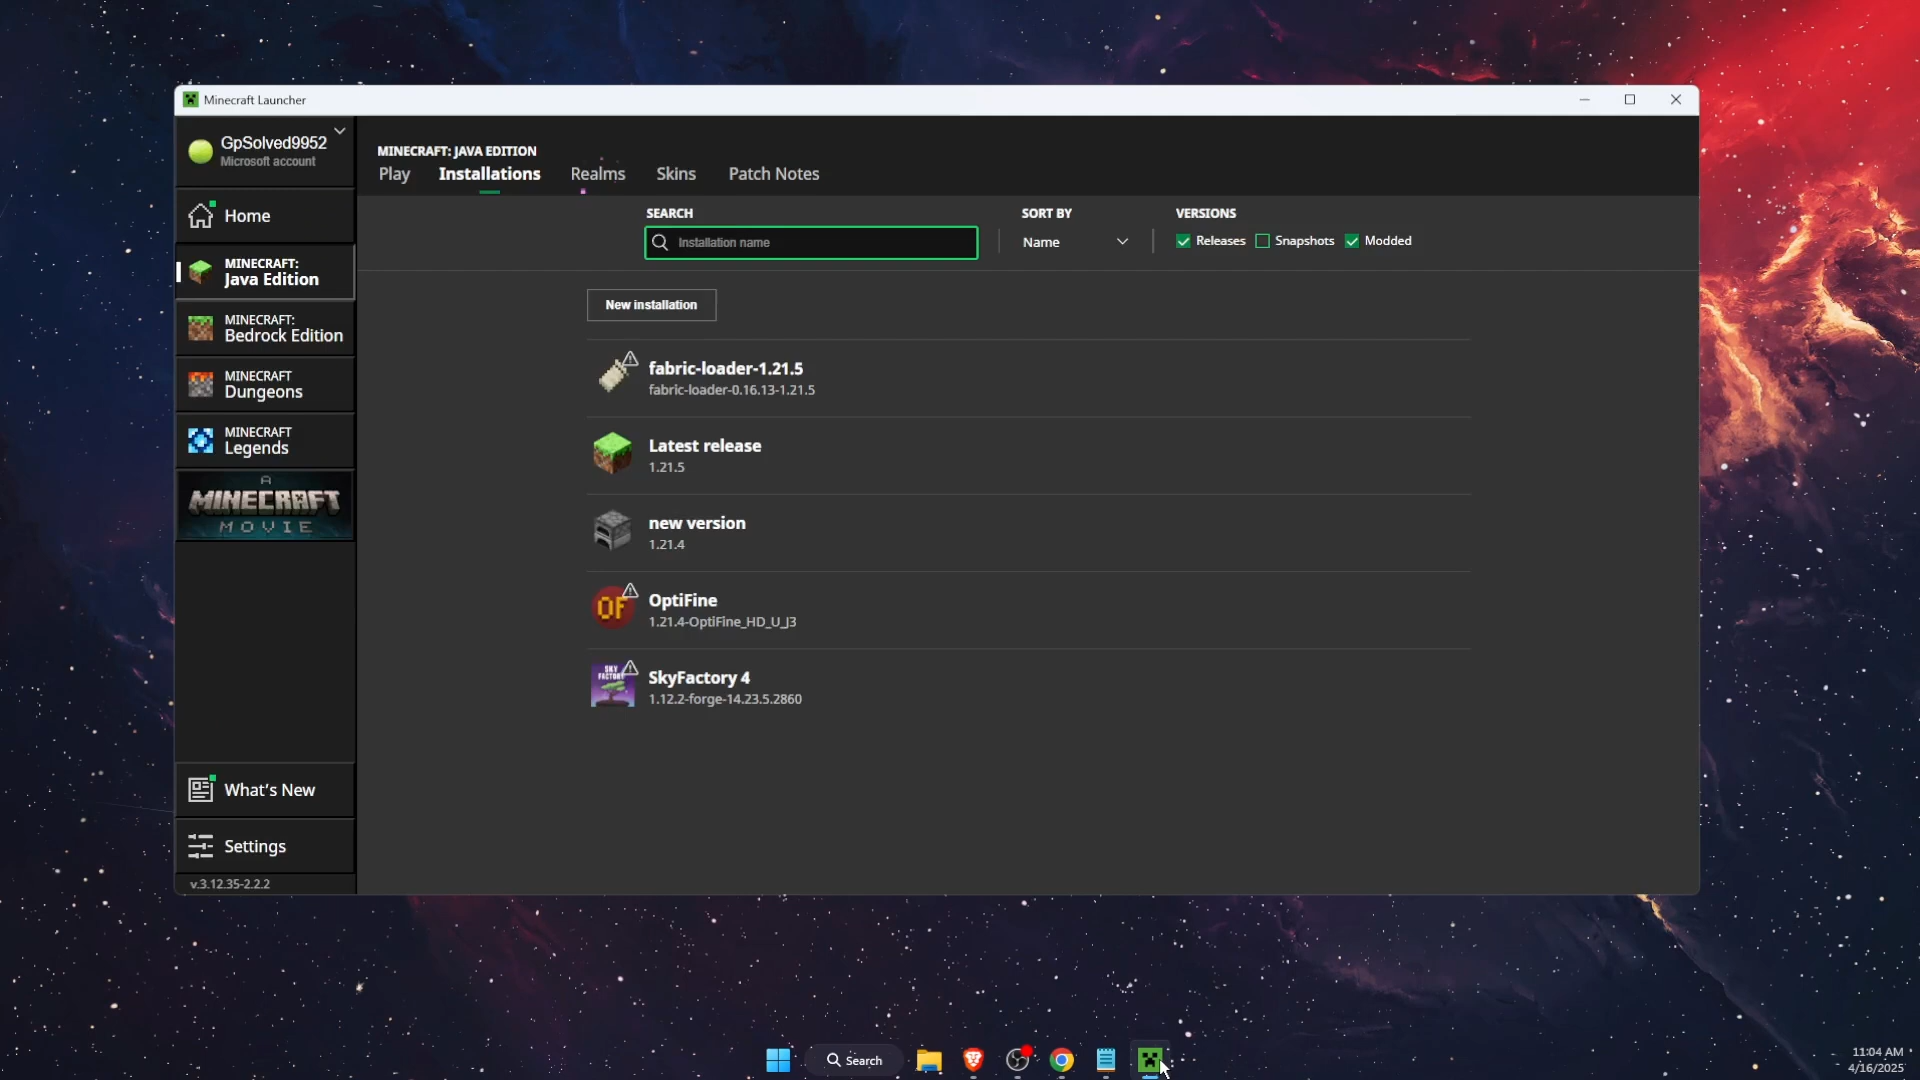 Minecraft Launcher
GpSolved9952
Microsoft account
Home
MINECRAFT:
Java Edition
MINECRAFT:
Bedrock Edition
MINECRAFT
Dungeons
MINECRAFT
Legends
A
MINECRAFT
MOVIE
What's New
Settings
v.3.12.35-2.2.2
MINECRAFT: JAVA EDITION
Play Installations Realms Skins Patch Notes
SEARCH SORT BY VERSIONS
Installation name Name Releases Snapshots Modded
New installation
fabric-loader-1.21.5
fabric-loader-0.16.13-1.21.5
Latest release
1.21.5
new version
1.21.4
OF
OptiFine
1.21.4-OptiFine_HD_U_J3
SKY
FACTORY
SkyFactory 4
1.12.2-forge-14.23.5.2860
Search
11:04 AM
4/16/2025